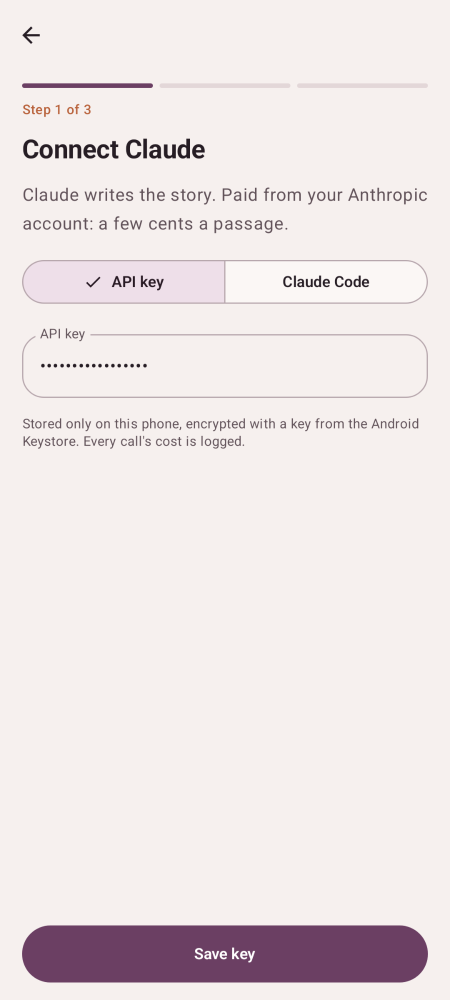 Step 1 of 3
Connect Claude
Claude writes the story. Paid from your Anthropic
account: a few cents a passage.
API key
Claude Code
API key
•••••••••••••••••
Stored only on this phone, encrypted with a key from the Android
Keystore. Every call's cost is logged.
Save key